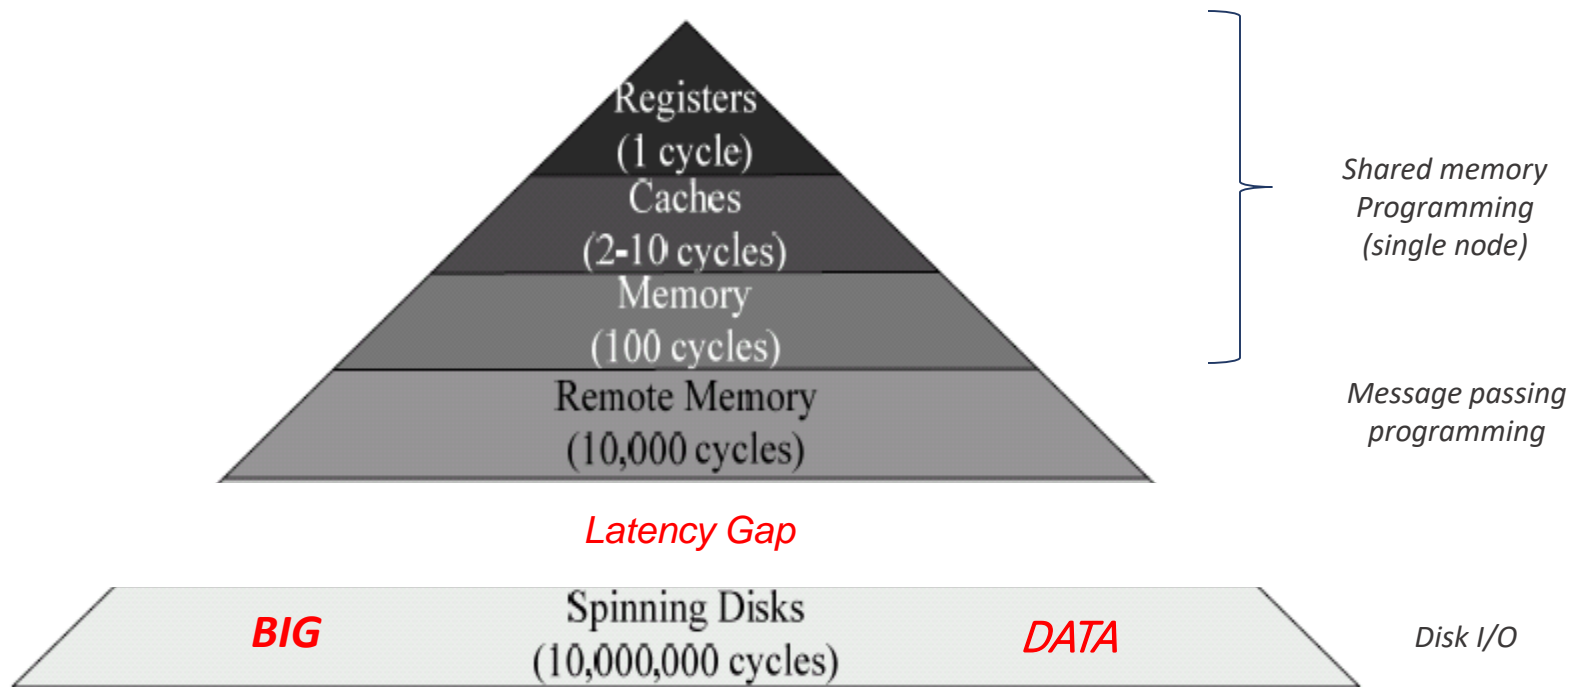 Registers
(1 cycle)
Caches
(2-10 cycles)
Memory
(100 cycles)
Shared memory
Programming
(single node)
Remote Memory
(10,000 cycles)
Message passing
programming
Latency Gap
BIG
Spinning Disks
(10,000,000 cycles)
DATA
Disk I/O